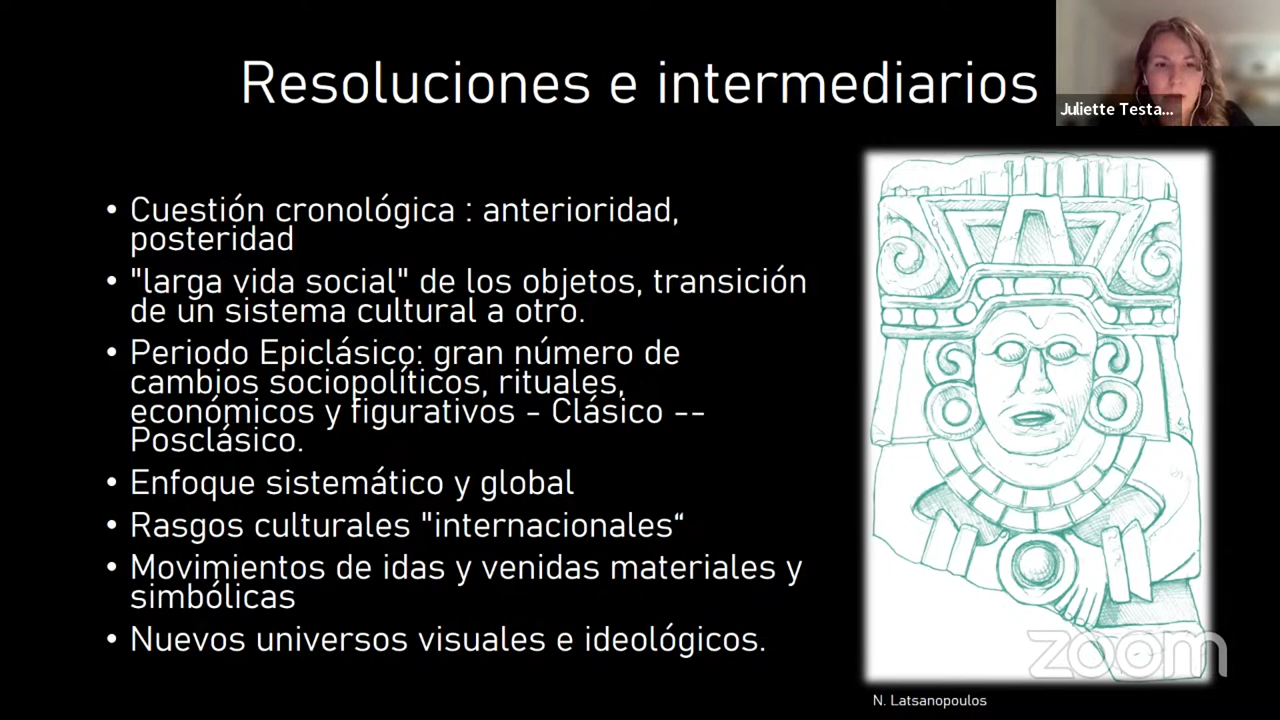 Resoluciones e intermediarios
Juliette Testa...
• Cuestión cronológica : anterioridad,
posteridad
• "larga vida social" de los objetos, transición
de un sistema cultural a otro.
• Periodo Epiclásico: gran número de
cambios sociopolíticos, rituales,
económicos y figurativos - Clásico --
Posclásico.
• Enfoque sistemático y global
• Rasgos culturales "internacionales“
• Movimientos de idas y venidas materiales y
simbólicas
• Nuevos universos visuales e ideológicos.
zoom
N. Latsanopoulos